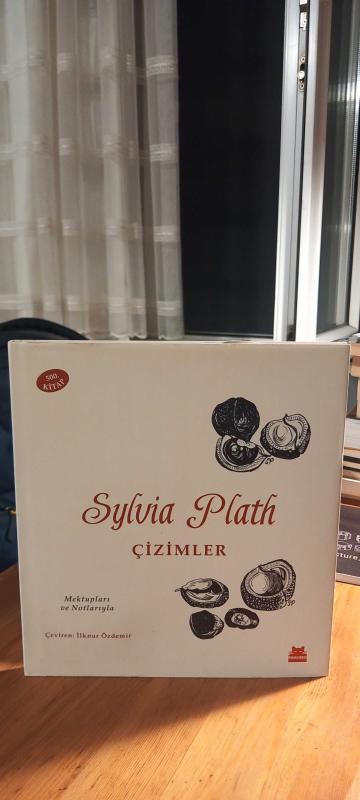 500.
KİTAP
Sylvia Plath
ÇİZİMLER
Mektupları
ve Notlarıyla
Çeviren: İlknur Özdemir